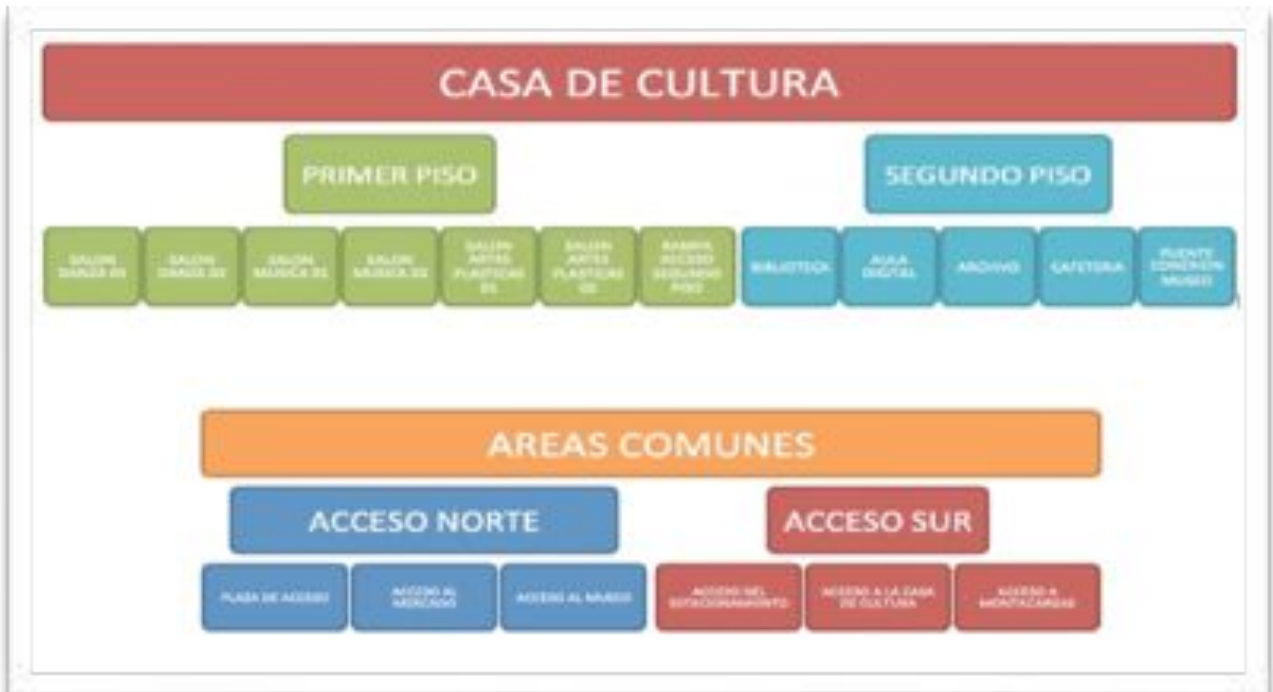 CASA DE CULTURA
PRIMER PISO
SEGUNDO PISO
SALON
DANZA 01
SALON
DANZA 02
SALON
MUSICA 01
SALON
MUSICA 02
SALON
ARTES
PLASTICAS
01
SALON
ARTES
PLASTICAS
02
RAMPA
ACCESO
SEGUNDO
PISO
BIBLIOTECA
AULA
DIGITAL
ARCHIVO
CAFETERIA
PUENTE
CONEXION
MUSEO
AREAS COMUNES
ACCESO NORTE
ACCESO SUR
PLAZA DE ACCESO
ACCESO AL
MERCADO
ACCESO AL MUSEO
ACCESO DEL
ESTACIONAMIENTO
ACCESO A LA CASA
DE CULTURA
ACCESO A
MONTACARGAS